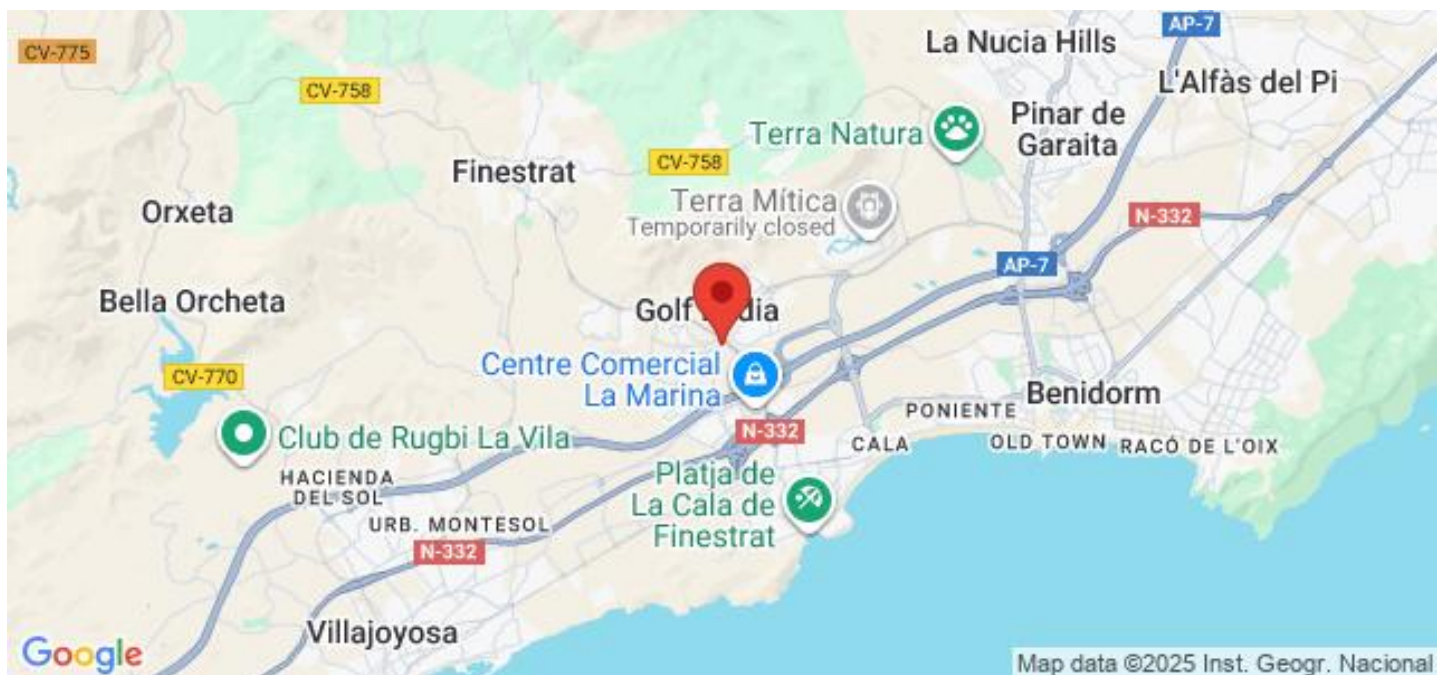 AP-7
CV-775
La Nucia Hills
L'Alfàs del Pi
CV-758
Pinar de
Garaita
Terra Natura
CV-758
Finestrat
Terra Mítica
Temporarily closed
Orxeta
N-332
AP-7
Bella Orcheta
Golf
dia
Centre Comercial
La Marina
CV-770
Benidorm
PONIENTE
N-332
CALA
OLD TOWN
RACÓ DE L'OIX
Club de Rugbi La Vila
HACIENDA
DEL SOL
Platja de
La Cala de
Finestrat
URB. MONTESOL
N-332
Villajoyosa
Google
Map data ©2025 Inst. Geogr. Nacional